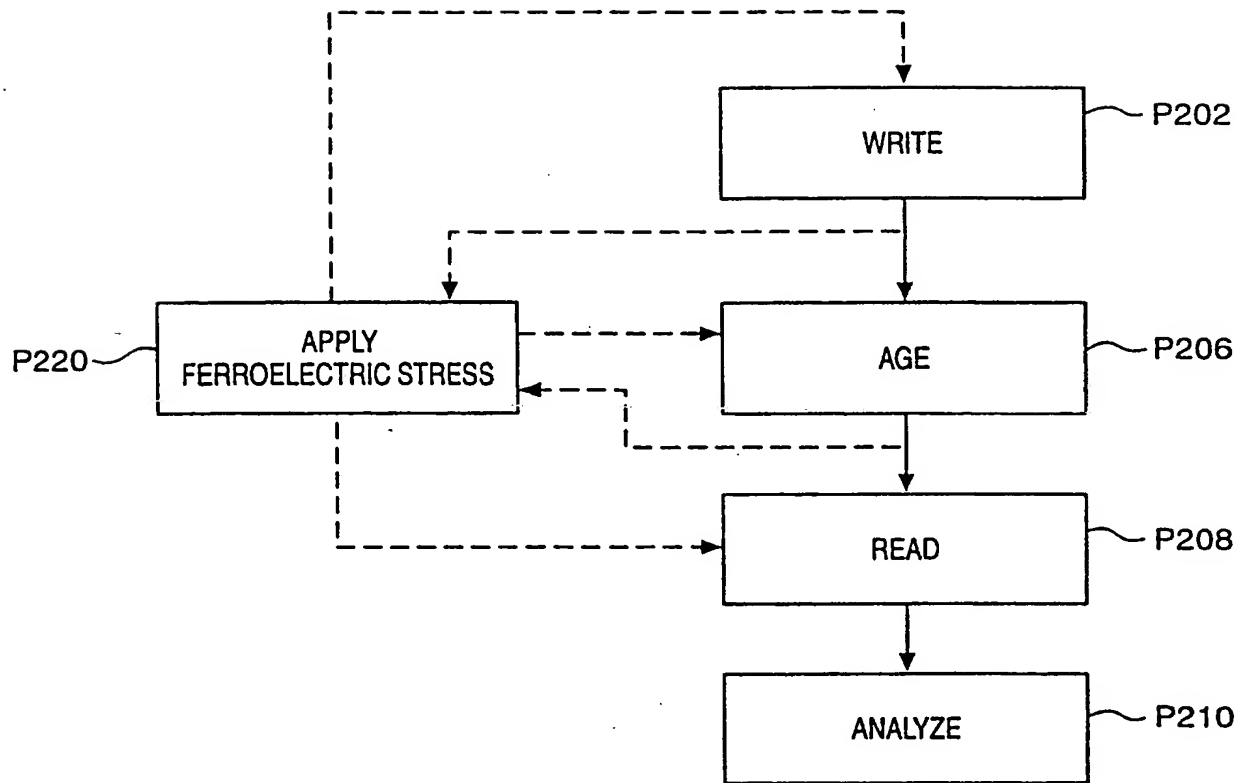 WRITE
P202
APPLY
FERROELECTRIC STRESS
P220
AGE
P206
READ
P208
ANALYZE
P210